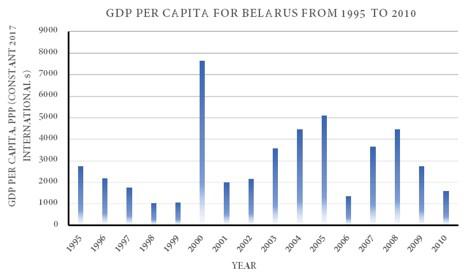 GDP PER CAPITA FOR BELARUS FROM 1995 TO 2010
GDP PER CAPITA, PPP (CONSTANT 2017
INTERNATIONAL $)
9000
8000
7000
6000
5000
4000
3000
2000
1000
0
1995 1996 1997 1998 1999 2000 2001 2002 2003 2004 2005 2006 2007 2008 2009 2010
YEAR